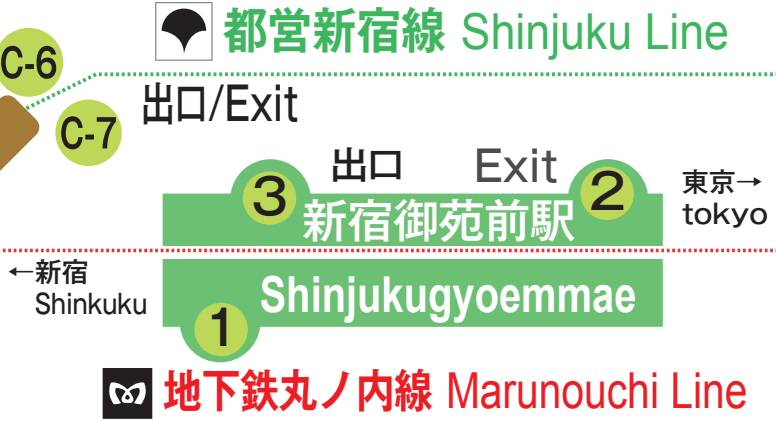 都営新宿線 Shinjuku Line
C-6
出口/Exit
C-7
出口 Exit
3
2
新宿御苑前駅
東京→
tokyo
←新宿
Shinkuku
Shinjukugyoemmae
1
地下鉄丸ノ内線 Marunouchi Line